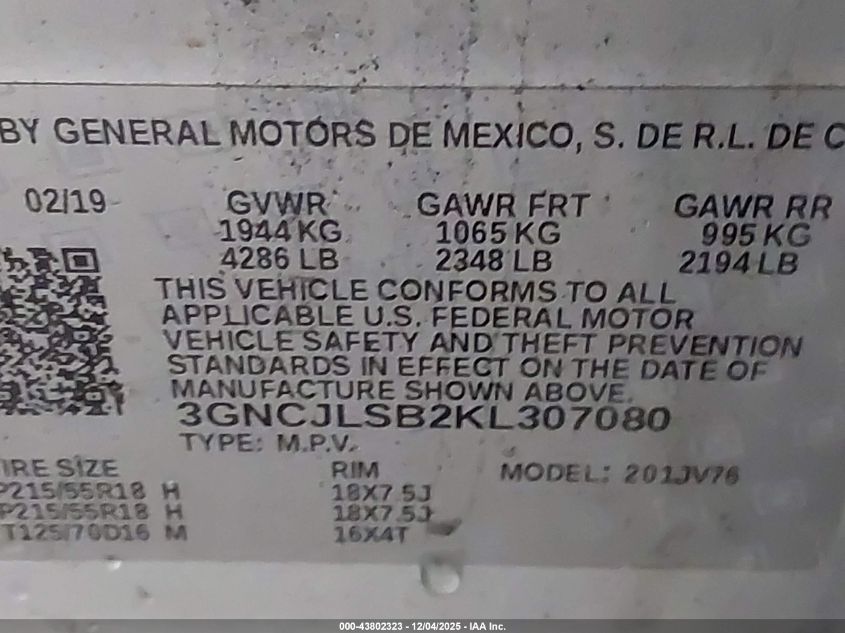 BY GENERAL MOTORS DE MEXICO, S. DE R.L. DE C
02/19 GVWR GAWR FRT GAWR RR
1944 KG 1065 KG 995 KG
4286 LB 2348 LB 2194 LB
THIS VEHICLE CONFORMS TO ALL
APPLICABLE U.S. FEDERAL MOTOR
VEHICLE SAFETY AND THEFT PREVENTION
STANDARDS IN EFFECT ON THE DATE OF
MANUFACTURE SHOWN ABOVE.
3GNCJLSB2KL307080
TYPE: M.P.V.
IRE SIZE RIM MODEL: 201JV76
P215/55R18 H 18X7.5J
P215/55R18 H 18X7.5J
T125/70D16 M 16X4T
000-43802323 - 12/04/2025 - IAA Inc.